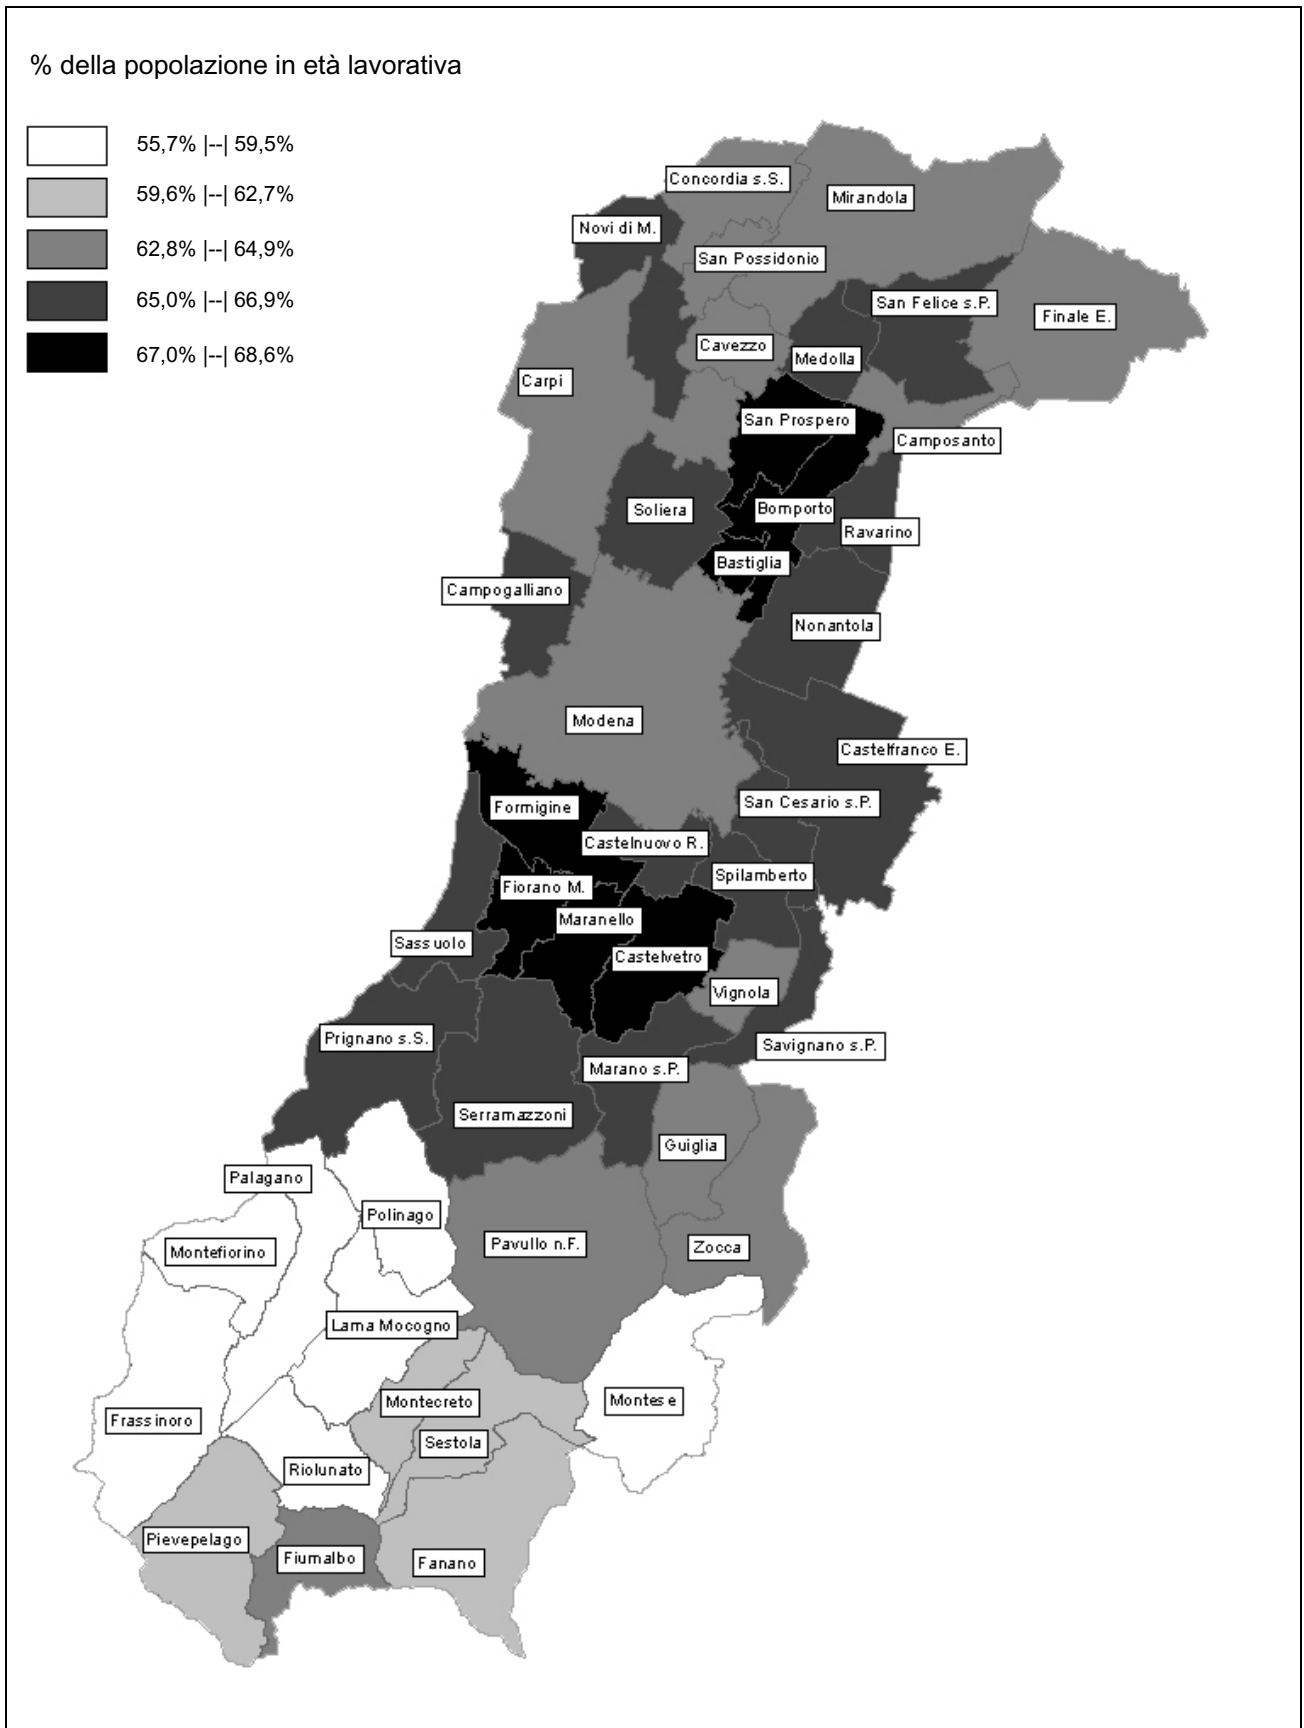 % della popolazione in età lavorativa
55,7% |--| 59,5%
59,6% |--| 62,7%
62,8% |--| 64,9%
65,0% |--| 66,9%
67,0% |--| 68,6%
Concordia s.S.
Mirandola
Novi di M.
San Possidonio
San Felice s.P.
Finale E.
Cavezzo
Medolla
Carpi
San Prospero
Camposanto
Soliera
Bomporto
Ravarino
Bastiglia
Campogalliano
Nonantola
Modena
Castelfranco E.
San Cesario s.P.
Formigine
Castelnuovo R.
Spilamberto
Fiorano M.
Maranello
Sassuolo
Castelvetro
Vignola
Prignano s.S.
Savignano s.P.
Marano s.P.
Serramazzoni
Guiglia
Palagano
Polinago
Montefiorino
Pavullo n.F.
Zocca
Lama Mocogno
Montecreto
Montese
Frassinoro
Sestola
Riolunato
Pievepelago
Fiumalbo
Fanano